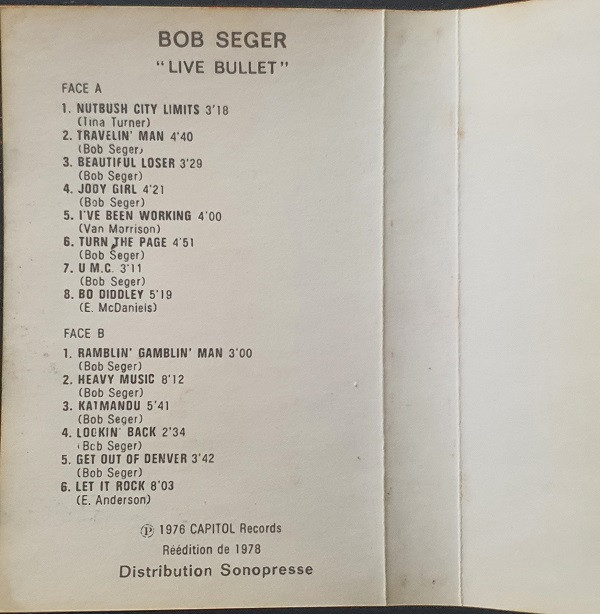 BOB SEGER
"LIVE BULLET"
FACE A
1. NUTBUSH CITY LIMITS 3'18
(Tina Turner)
2. TRAVELIN' MAN 4'40
(Bob Seger)
3. BEAUTIFUL LOSER 3'29
(Bob Seger)
4. JODY GIRL 4'21
(Bob Seger)
5. I'VE BEEN WORKING 4'00
(Van Morrison)
6. TURN THE PAGE 4'51
(Bob Seger)
7. U M.C. 3'11
(Bob Seger)
8. BO DIDDLEY 5'19
(E. McDaniels)
FACE B
1. RAMBLIN' GAMBLIN' MAN 3'00
(Bob Seger)
2. HEAVY MUSIC 8'12
(Bob Seger)
3. KATMANDU 5'41
(Bob Seger)
4. LOOKIN' BACK 2'34
(Bob Seger)
5. GET OUT OF DENVER 3'42
(Bob Seger)
6. LET IT ROCK 8'03
(E. Anderson)
Ⓟ 1976 CAPITOL Records
Réédition de 1978
Distribution Sonopresse